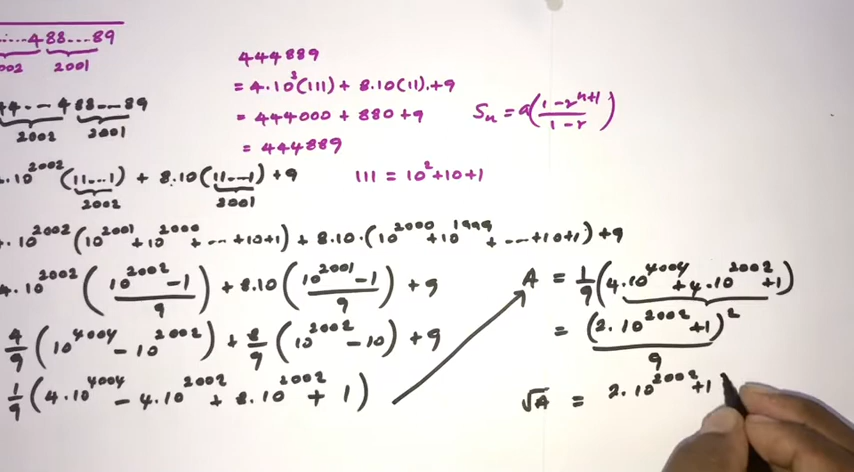 .....488....89
002 2001
44....488...89
2002 2001
.10^2002 (11...1) + 8.10 (11...1) + 9
2002 2001
4.10^2002 (10^2001 + 10^2000 + ... + 10 + 1) + 8.10.(10^2000 + 10^1999 + ... + 10 + 1) + 9
4.10^2002 ((10^2002 - 1)/9) + 8.10 ((10^2001 - 1)/9) + 9
4/9 (10^4004 - 10^2002) + 8/9 (10^2002 - 10) + 9
1/9 (4.10^4004 - 4.10^2002 + 8.10^2002 + 1)
444889
= 4.10^3 (111) + 8.10 (11) + 9
= 444000 + 880 + 9
= 444889
111 = 10^2 + 10 + 1
S_n = a((1 - r^n+1)/(1 - r))
A = 1/9 (4.10^4004 + 4.10^2002 + 1)
= (2.10^2002 + 1)^2 / 9
√A = 2.10^2002 + 1